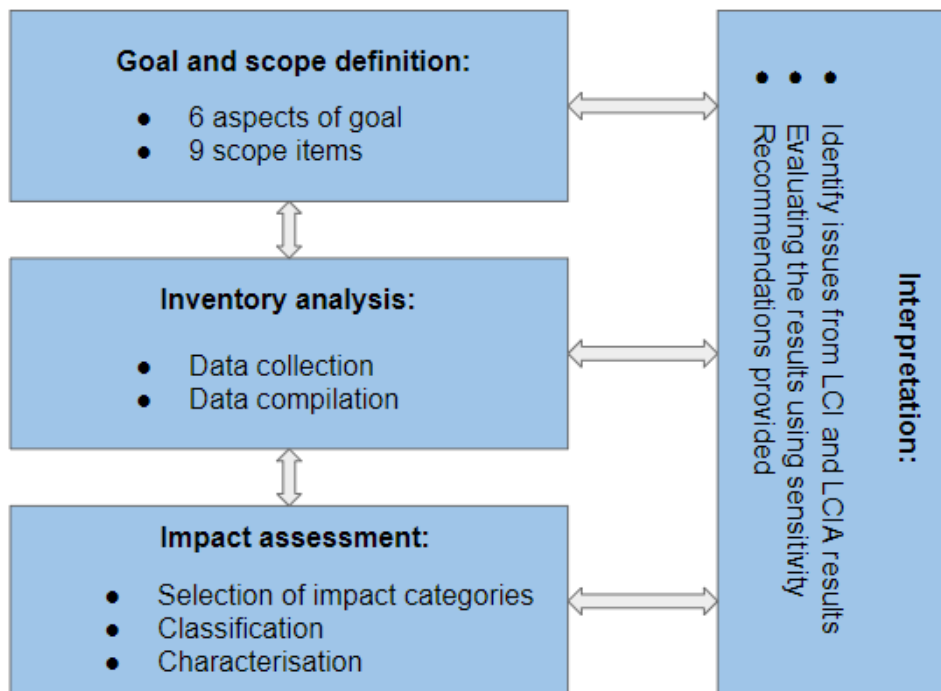 Goal and scope definition:
● 6 aspects of goal
● 9 scope items
Inventory analysis:
● Data collection
● Data compilation
Impact assessment:
● Selection of impact categories
● Classification
● Characterisation
Interpretation:
● Identify issues from LCI and LCIA results
● Evaluating the results using sensitivity
● Recommendations provided